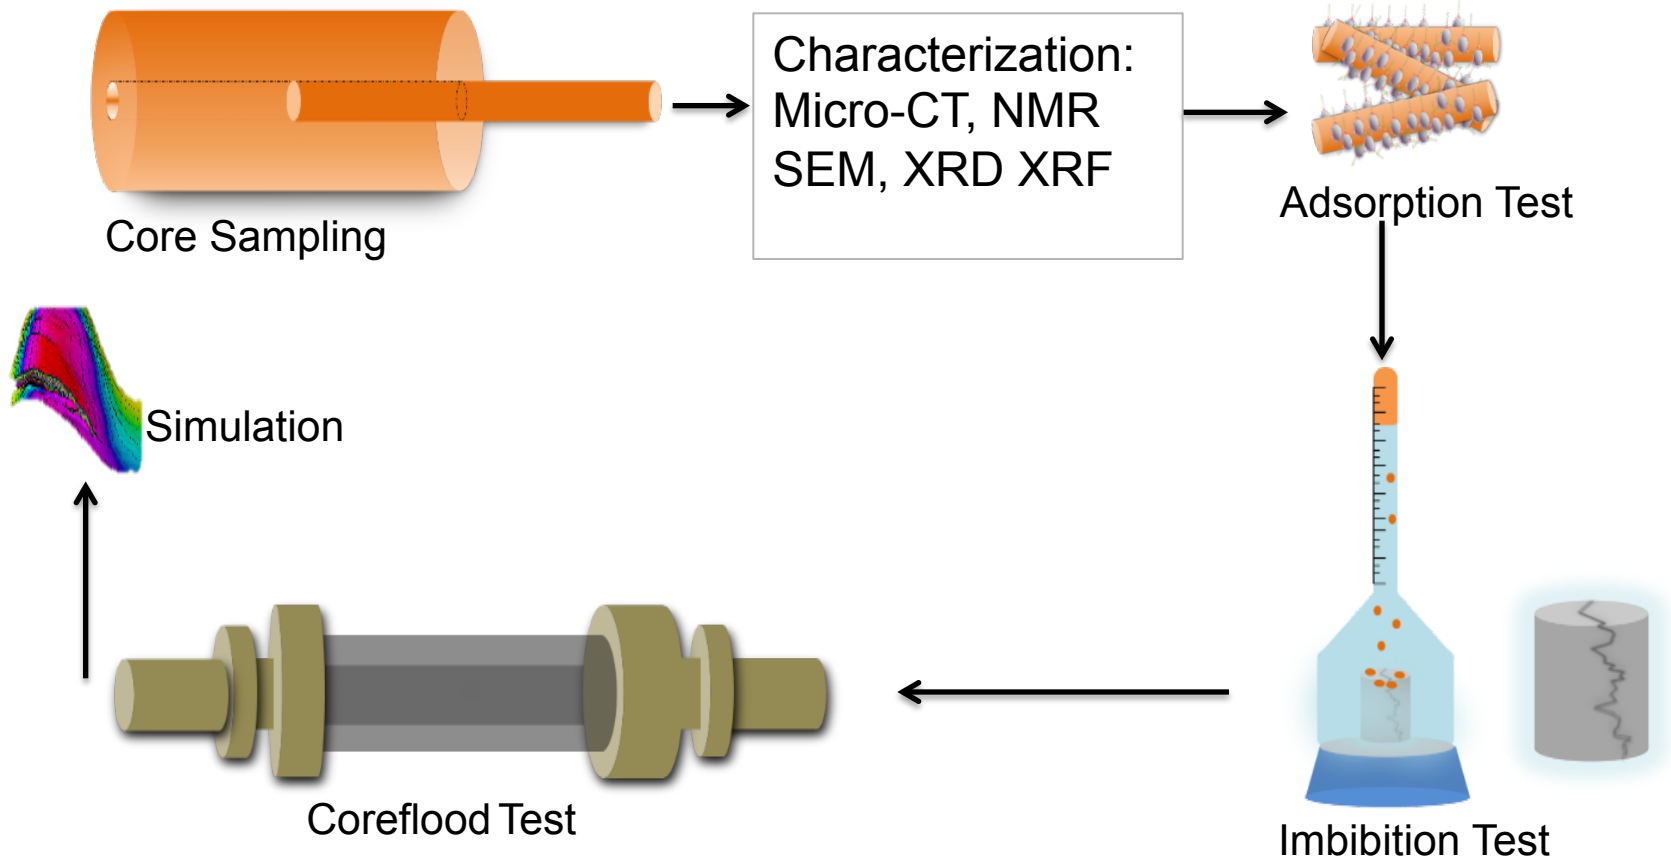 Characterization:
Micro-CT, NMR
SEM, XRD XRF
Core Sampling
Adsorption Test
Simulation
Coreflood Test
Imbibition Test